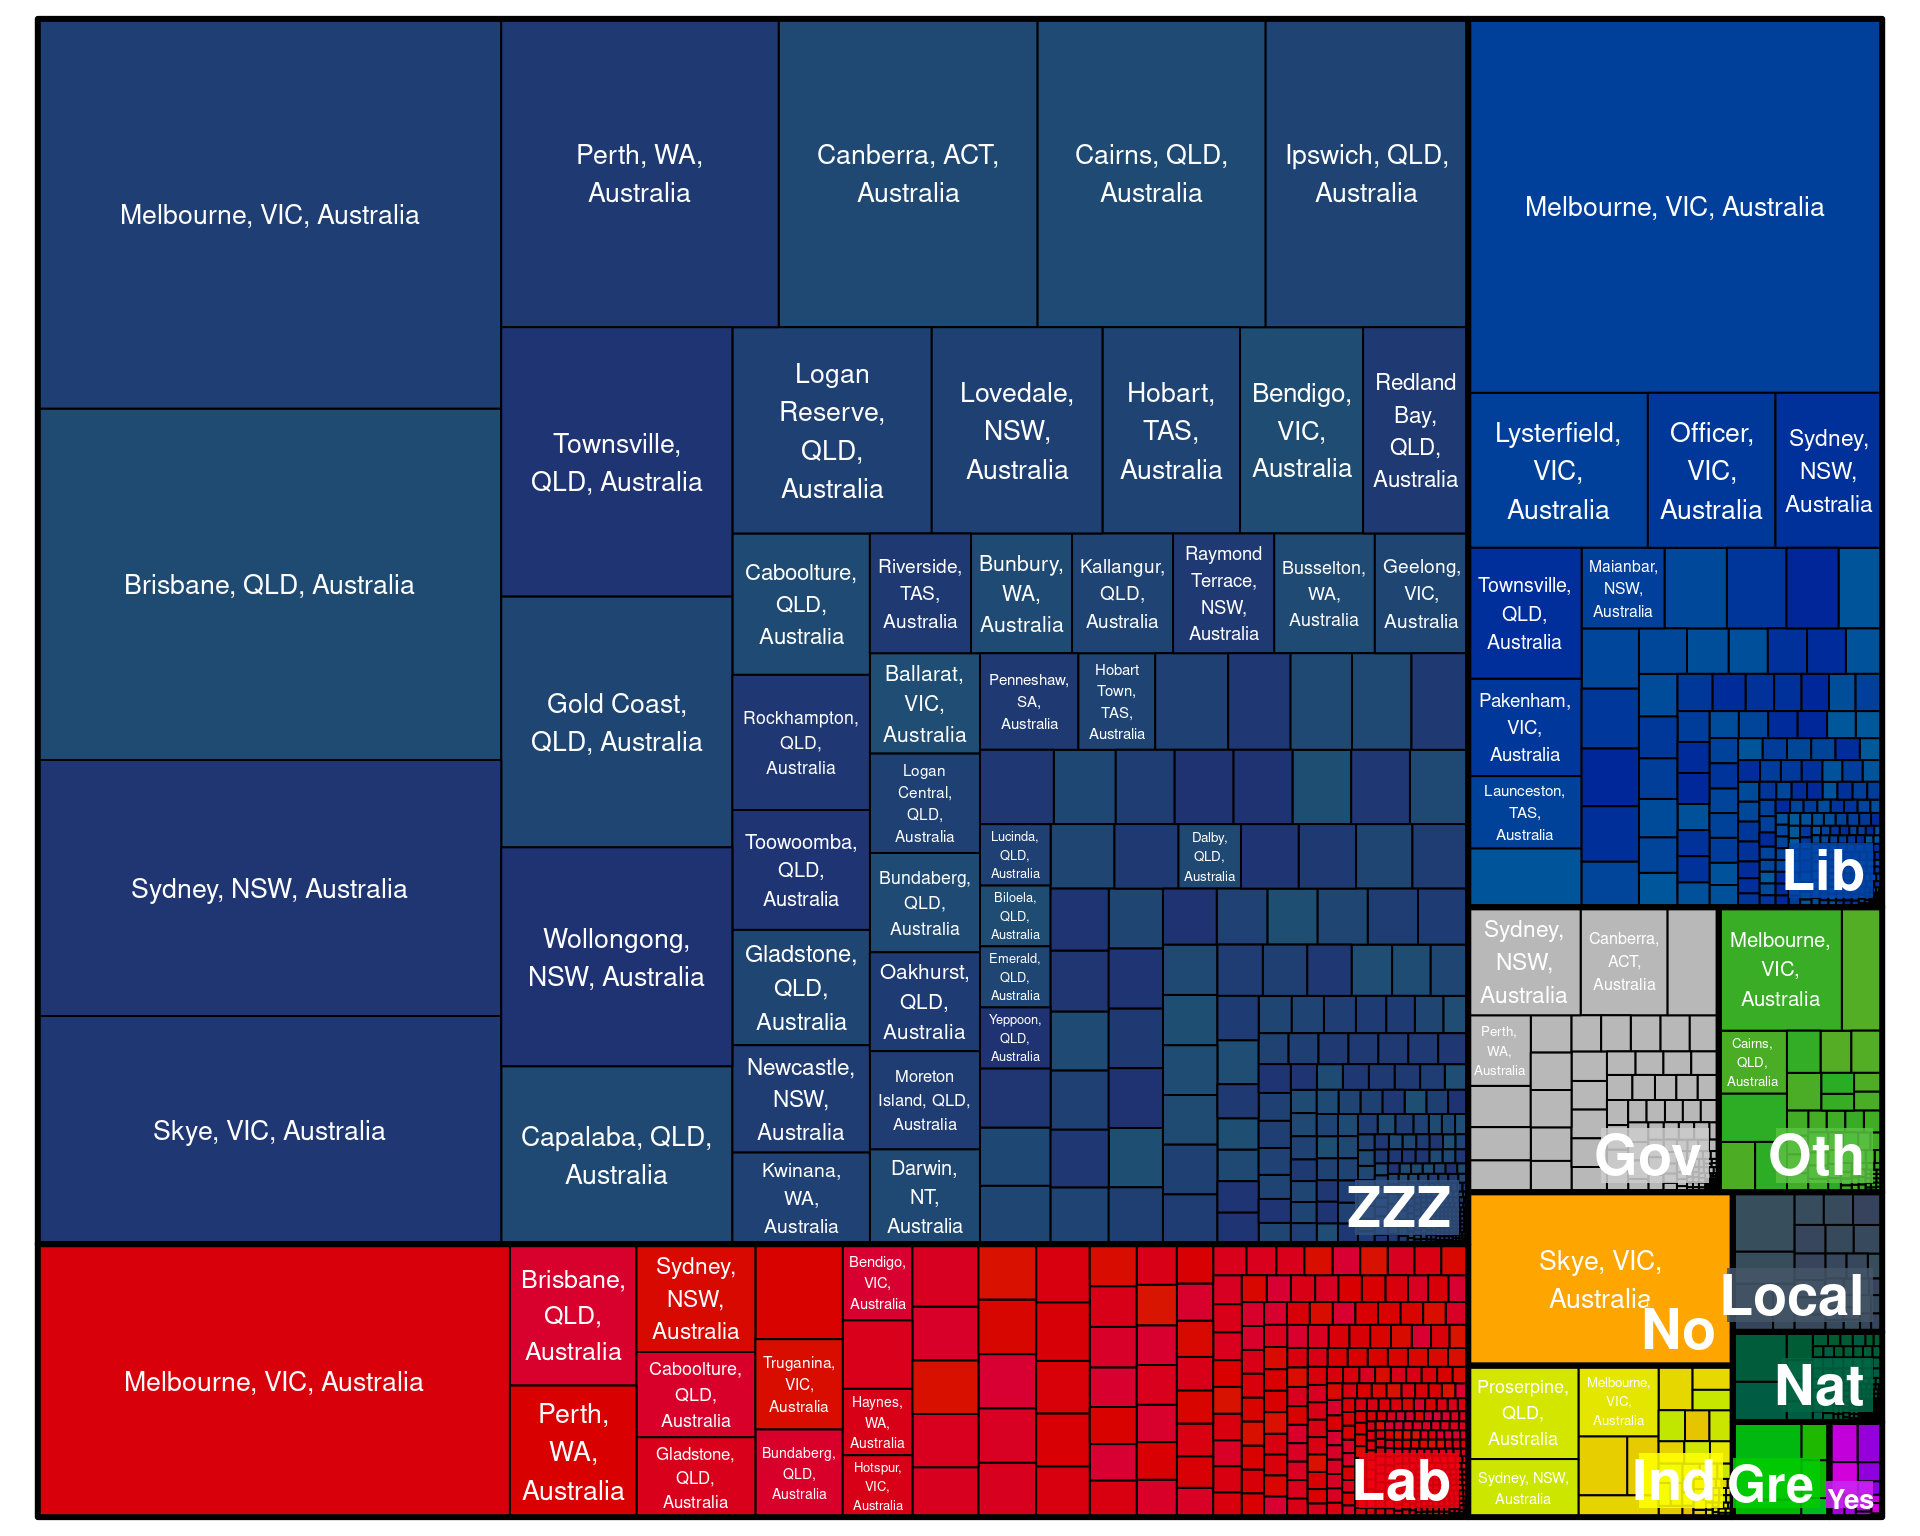 Melbourne, VIC, Australia
Brisbane, QLD, Australia
Sydney, NSW, Australia
Skye, VIC, Australia
Perth, WA,
Australia
Canberra, ACT,
Australia
Cairns, QLD,
Australia
Ipswich, QLD,
Australia
Townsville,
QLD, Australia
Gold Coast,
QLD, Australia
Wollongong,
NSW, Australia
Capalaba, QLD,
Australia
Logan
Reserve,
QLD,
Australia
Lovedale,
NSW,
Australia
Hobart,
TAS,
Australia
Bendigo,
VIC,
Australia
Redland
Bay,
QLD,
Australia
Caboolture,
QLD,
Australia
Rockhampton,
QLD,
Australia
Toowoomba,
QLD,
Australia
Gladstone,
QLD,
Australia
Newcastle,
NSW,
Australia
Kwinana,
WA,
Australia
Riverside,
TAS,
Australia
Bunbury,
WA,
Australia
Kallangur,
QLD,
Australia
Raymond
Terrace,
NSW,
Australia
Busselton,
WA,
Australia
Geelong,
VIC,
Australia
Ballarat,
VIC,
Australia
Logan
Central,
QLD,
Australia
Bundaberg,
QLD,
Australia
Oakhurst,
QLD,
Australia
Moreton
Island, QLD,
Australia
Darwin,
NT,
Australia
Penneshaw,
SA,
Australia
Hobart
Town,
TAS,
Australia
Lucinda,
QLD,
Australia
Biloela,
QLD,
Australia
Emerald,
QLD,
Australia
Yeppoon,
QLD,
Australia
Dalby,
QLD,
Australia
ZZZ
Melbourne, VIC, Australia
Brisbane,
QLD,
Australia
Perth,
WA,
Australia
Sydney,
NSW,
Australia
Caboolture,
QLD,
Australia
Gladstone,
QLD,
Australia
Truganina,
VIC,
Australia
Bundaberg,
QLD,
Australia
Bendigo,
VIC,
Australia
Haynes,
WA,
Australia
Hotspur,
VIC,
Australia
Lab
Melbourne, VIC, Australia
Lysterfield,
VIC,
Australia
Officer,
VIC,
Australia
Sydney,
NSW,
Australia
Townsville,
QLD,
Australia
Pakenham,
VIC,
Australia
Launceston,
TAS,
Australia
Maianbar,
NSW,
Australia
Lib
Sydney,
NSW,
Australia
Canberra,
ACT,
Australia
Perth,
WA,
Australia
Gov
Melbourne,
VIC,
Australia
Cairns,
QLD,
Australia
Oth
Skye, VIC,
Australia
No
Local
Nat
Proserpine,
QLD,
Australia
Sydney, NSW,
Australia
Melbourne,
VIC,
Australia
Ind
Gre
Yes